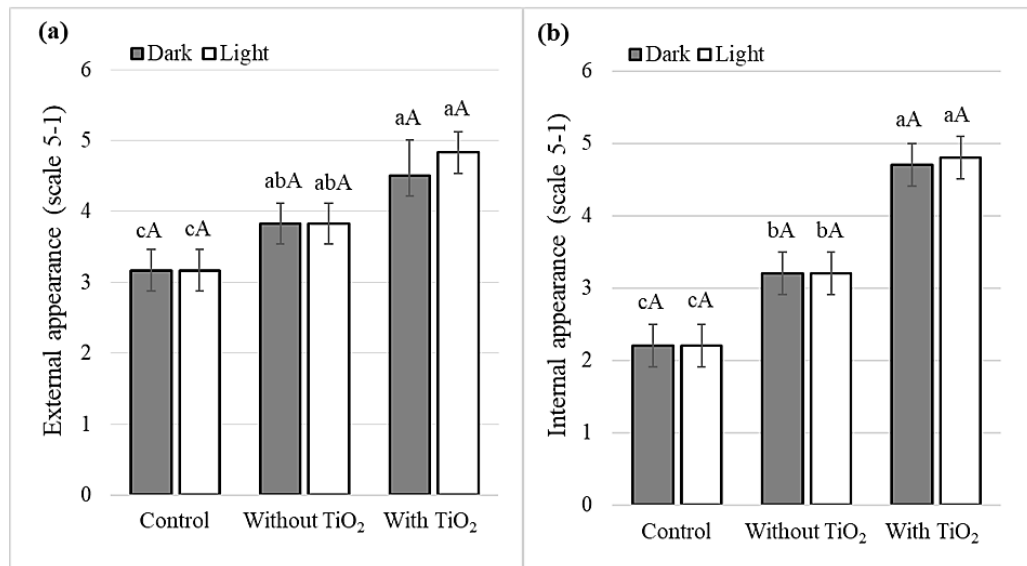 (a)
Dark Light
External appearance (scale 5-1)
6
5
4
3
2
1
0
cA cA
abA abA
aA aA
Control Without TiO₂ With TiO₂
(b)
Dark Light
Internal appearance (scale 5-1)
6
5
4
3
2
1
0
cA cA
bA bA
aA aA
Control Without TiO₂ With TiO₂